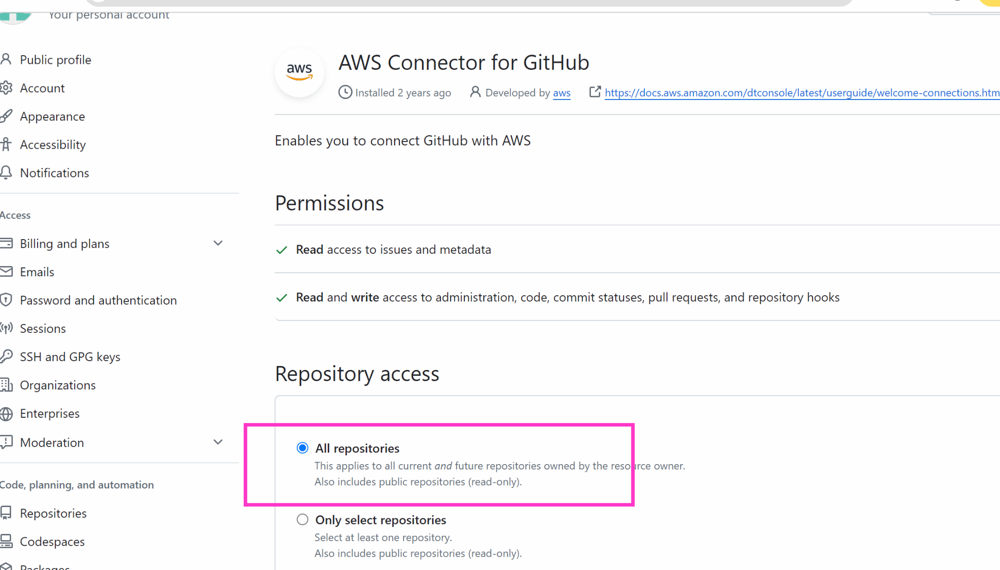 Your personal account
Public profile
Account
Appearance
Accessibility
Notifications
Access
Billing and plans
Emails
Password and authentication
Sessions
SSH and GPG keys
Organizations
Enterprises
Moderation
Code, planning, and automation
Repositories
Codespaces
Packages
aws
AWS Connector for GitHub
Installed 2 years ago
Developed by aws
https://docs.aws.amazon.com/dtconsole/latest/userguide/welcome-connections.htm
Enables you to connect GitHub with AWS
Permissions
Read access to issues and metadata
Read and write access to administration, code, commit statuses, pull requests, and repository hooks
Repository access
All repositories
This applies to all current and future repositories owned by the resource owner.
Also includes public repositories (read-only).
Only select repositories
Select at least one repository.
Also includes public repositories (read-only).